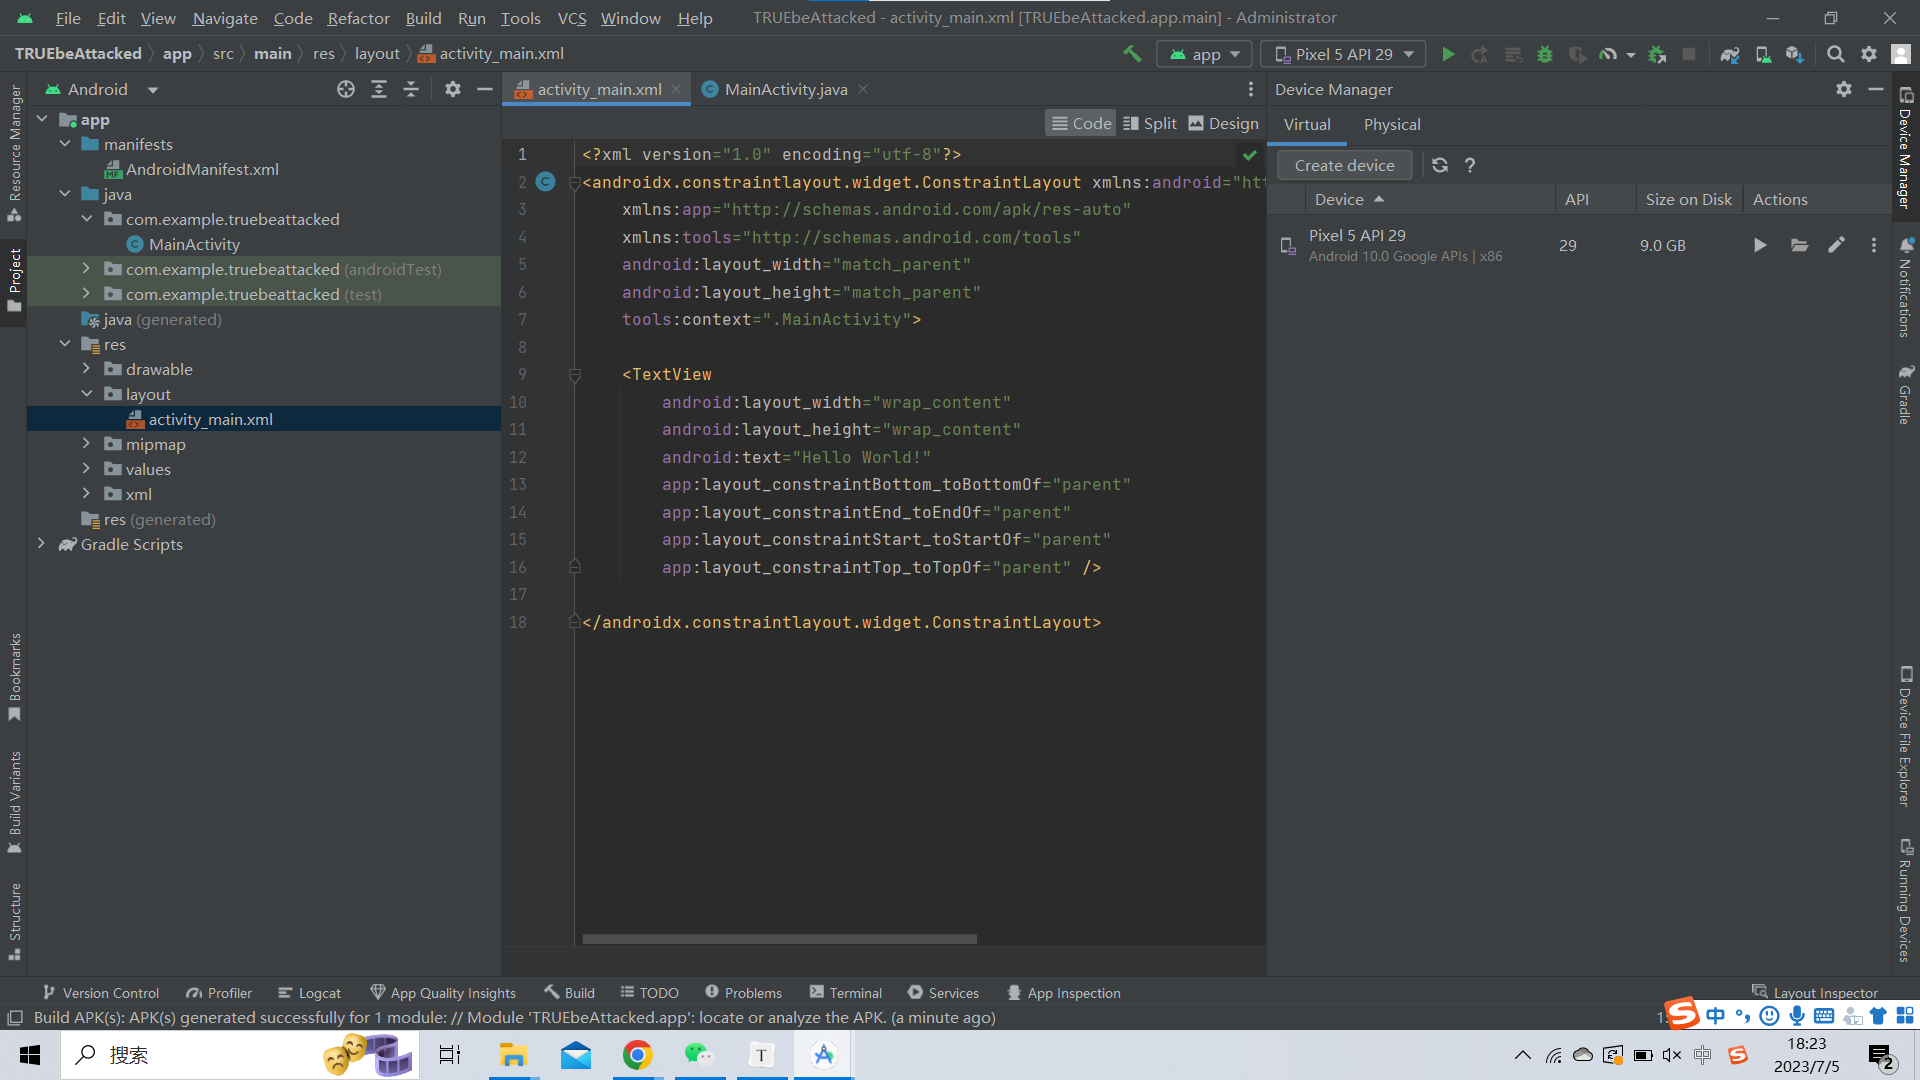 File Edit View Navigate Code Refactor Build Run Tools VCS Window Help TRUEbeAttacked - activity_main.xml [TRUEbeAttacked.app.main] - Administrator
TRUEbeAttacked app src main res layout activity_main.xml app Pixel 5 API 29
Android
activity_main.xml MainActivity.java
Device Manager
Code Split Design
Virtual Physical
Create device ?
Device API Size on Disk Actions
Pixel 5 API 29 29 9.0 GB
Android 10.0 Google APIs | x86
Resource Manager
Project
Bookmarks
Build Variants
Structure
app
manifests
AndroidManifest.xml
java
com.example.truebeattacked
MainActivity
com.example.truebeattacked (androidTest)
com.example.truebeattacked (test)
java (generated)
res
drawable
layout
activity_main.xml
mipmap
values
xml
res (generated)
Gradle Scripts
1 <?xml version="1.0" encoding="utf-8"?>
2 <androidx.constraintlayout.widget.ConstraintLayout xmlns:android="htt
3 xmlns:app="http://schemas.android.com/apk/res-auto"
4 xmlns:tools="http://schemas.android.com/tools"
5 android:layout_width="match_parent"
6 android:layout_height="match_parent"
7 tools:context=".MainActivity">
8
9 <TextView
10 android:layout_width="wrap_content"
11 android:layout_height="wrap_content"
12 android:text="Hello World!"
13 app:layout_constraintBottom_toBottomOf="parent"
14 app:layout_constraintEnd_toEndOf="parent"
15 app:layout_constraintStart_toStartOf="parent"
16 app:layout_constraintTop_toTopOf="parent" />
17
18 </androidx.constraintlayout.widget.ConstraintLayout>
Device Manager
Notifications
Gradle
Device File Explorer
Running Devices
Version Control Profiler Logcat App Quality Insights Build TODO Problems Terminal Services App Inspection Layout Inspector
Build APK(s): APK(s) generated successfully for 1 module: // Module 'TRUEbeAttacked.app': locate or analyze the APK. (a minute ago)
中
搜索
T
中
18:23
2023/7/5
2